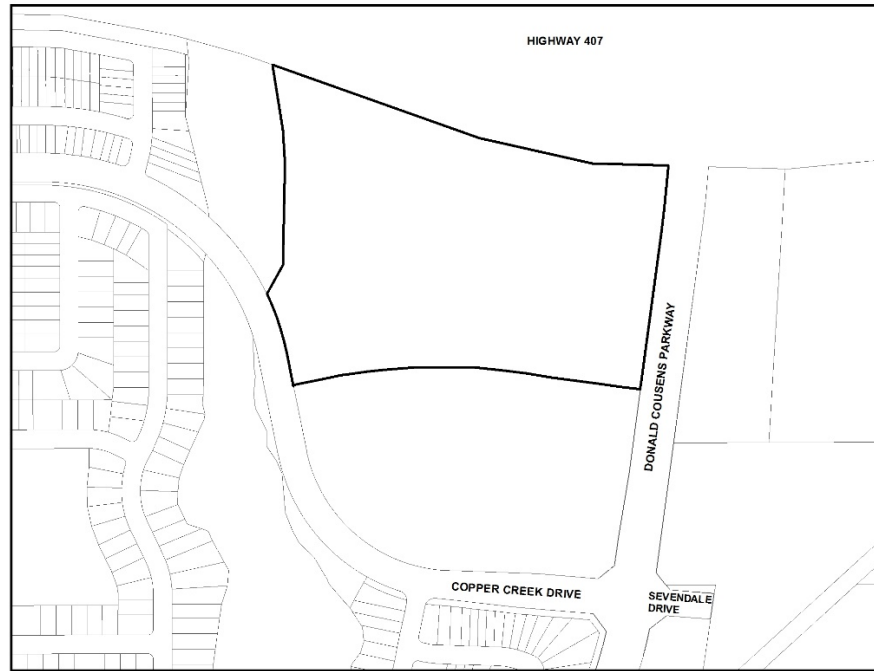 HIGHWAY 407
DONALD COUSENS PARKWAY
COPPER CREEK DRIVE
SEVENDALE
DRIVE